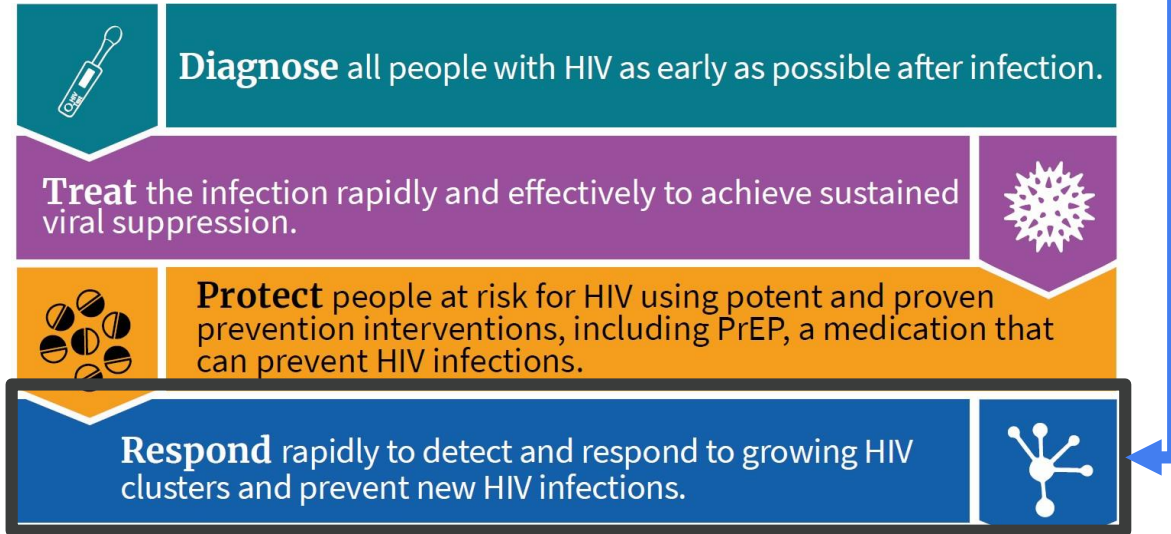 Diagnose all people with HIV as early as possible after infection.
Treat the infection rapidly and effectively to achieve sustained
viral suppression.
Protect people at risk for HIV using potent and proven
prevention interventions, including PrEP, a medication that
can prevent HIV infections.
Respond rapidly to detect and respond to growing HIV
clusters and prevent new HIV infections.
HIV